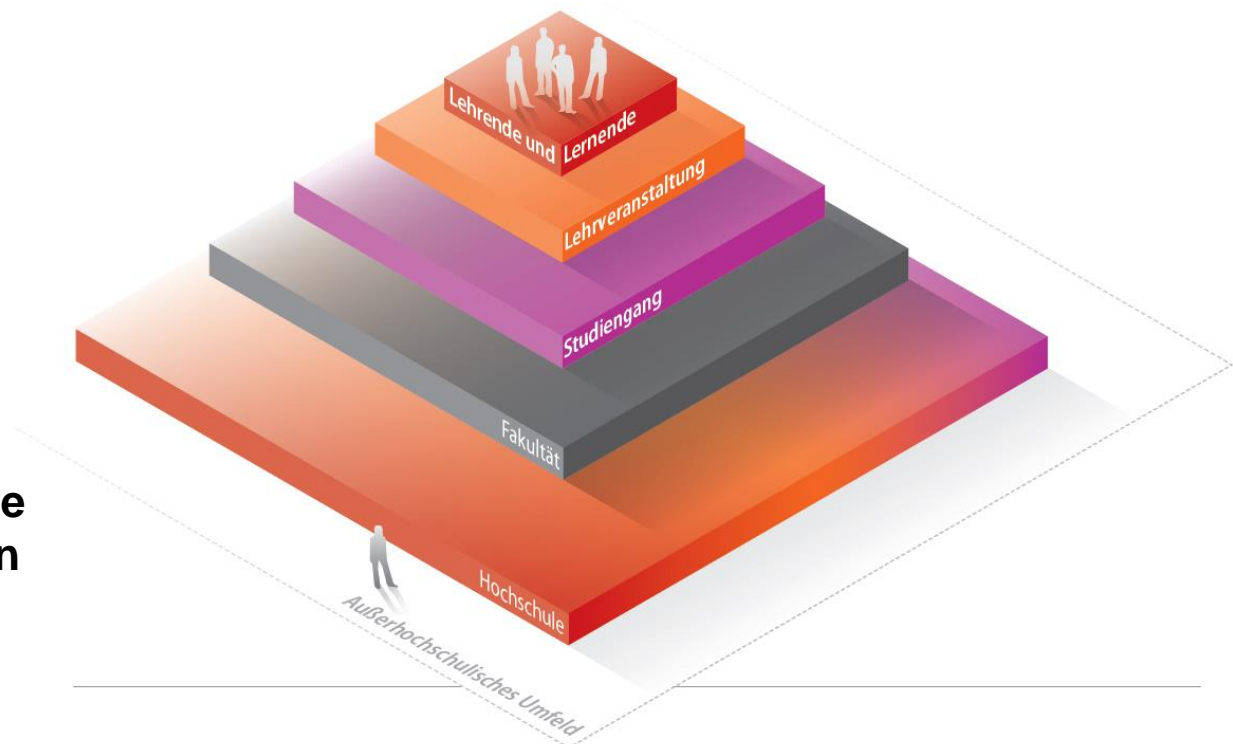 Lehrende und Lernende
Lehrveranstaltung
Studiengang
Fakultät
Hochschule
Außerhochschulisches Umfeld